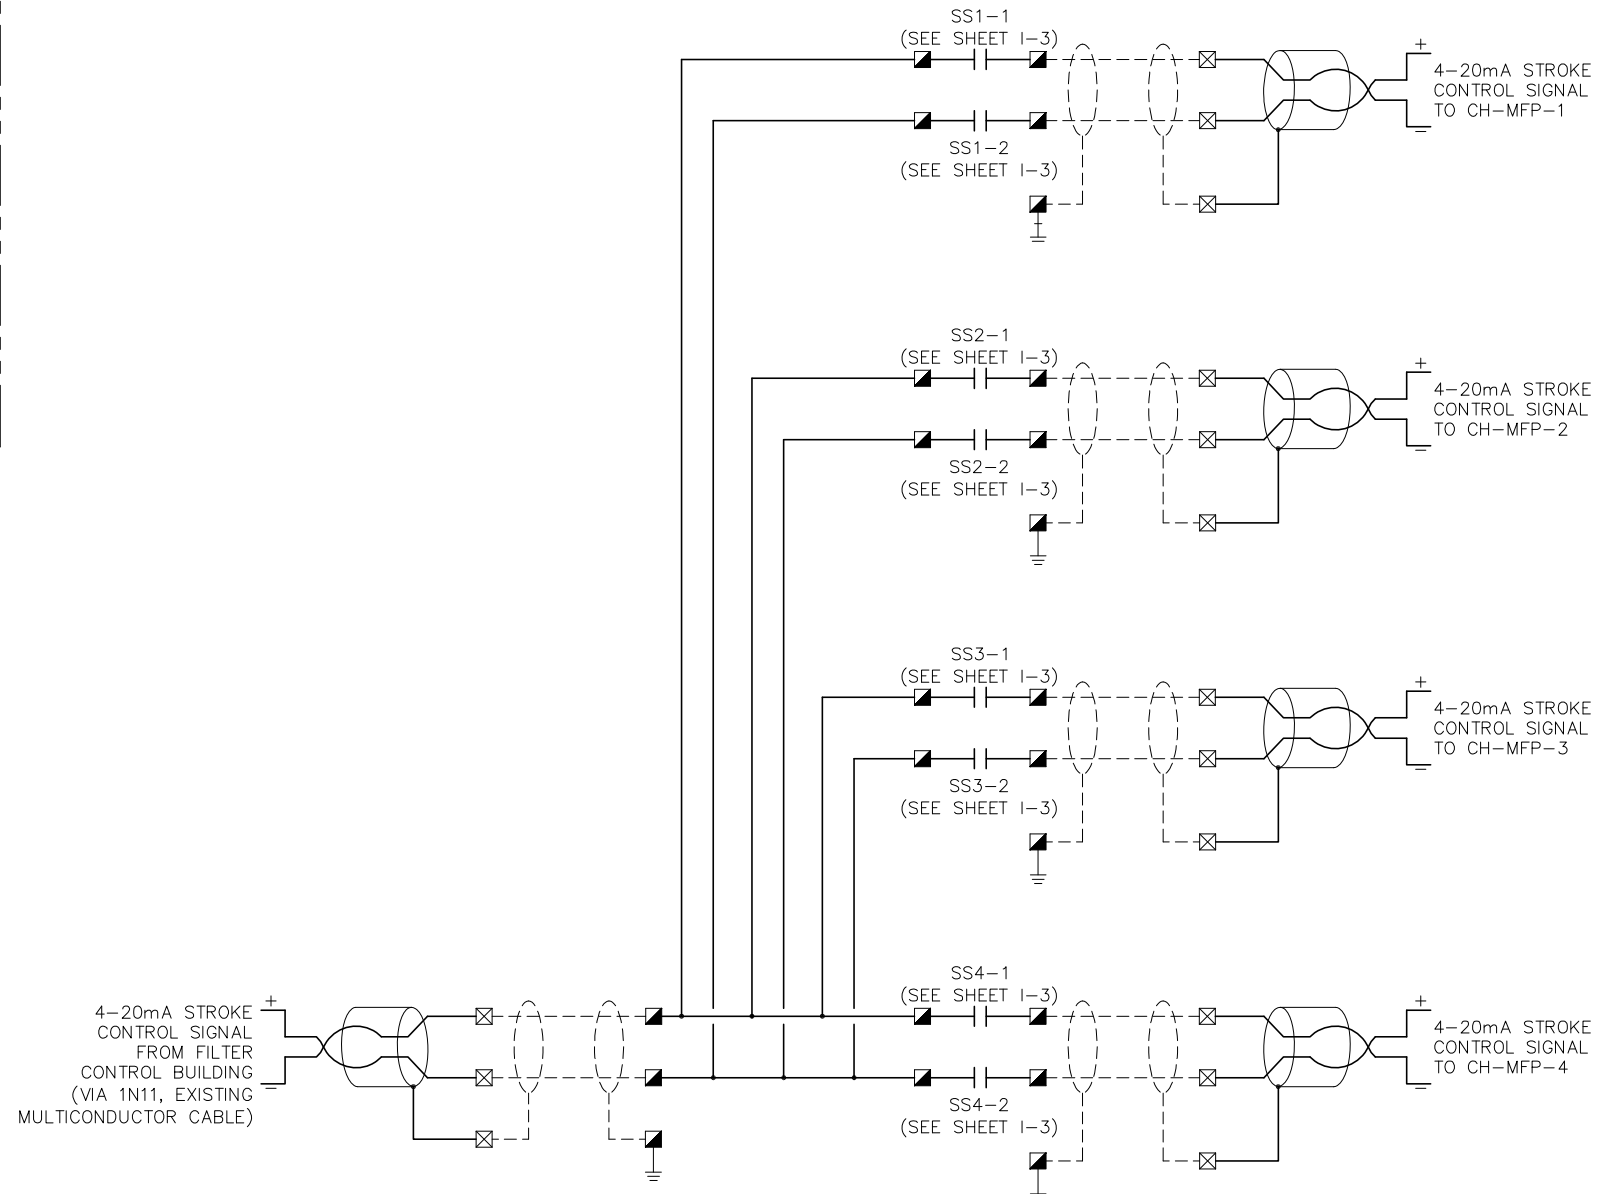 SS1-1
(SEE SHEET I-3)
+
4-20mA STROKE
CONTROL SIGNAL
TO CH-MFP-1
-
SS1-2
(SEE SHEET I-3)
SS2-1
(SEE SHEET I-3)
+
4-20mA STROKE
CONTROL SIGNAL
TO CH-MFP-2
-
SS2-2
(SEE SHEET I-3)
SS3-1
(SEE SHEET I-3)
+
4-20mA STROKE
CONTROL SIGNAL
TO CH-MFP-3
-
SS3-2
(SEE SHEET I-3)
+
4-20mA STROKE
CONTROL SIGNAL
FROM FILTER
CONTROL BUILDING
(VIA 1N11, EXISTING
MULTICONDUCTOR CABLE)
-
SS4-1
(SEE SHEET I-3)
+
4-20mA STROKE
CONTROL SIGNAL
TO CH-MFP-4
-
SS4-2
(SEE SHEET I-3)